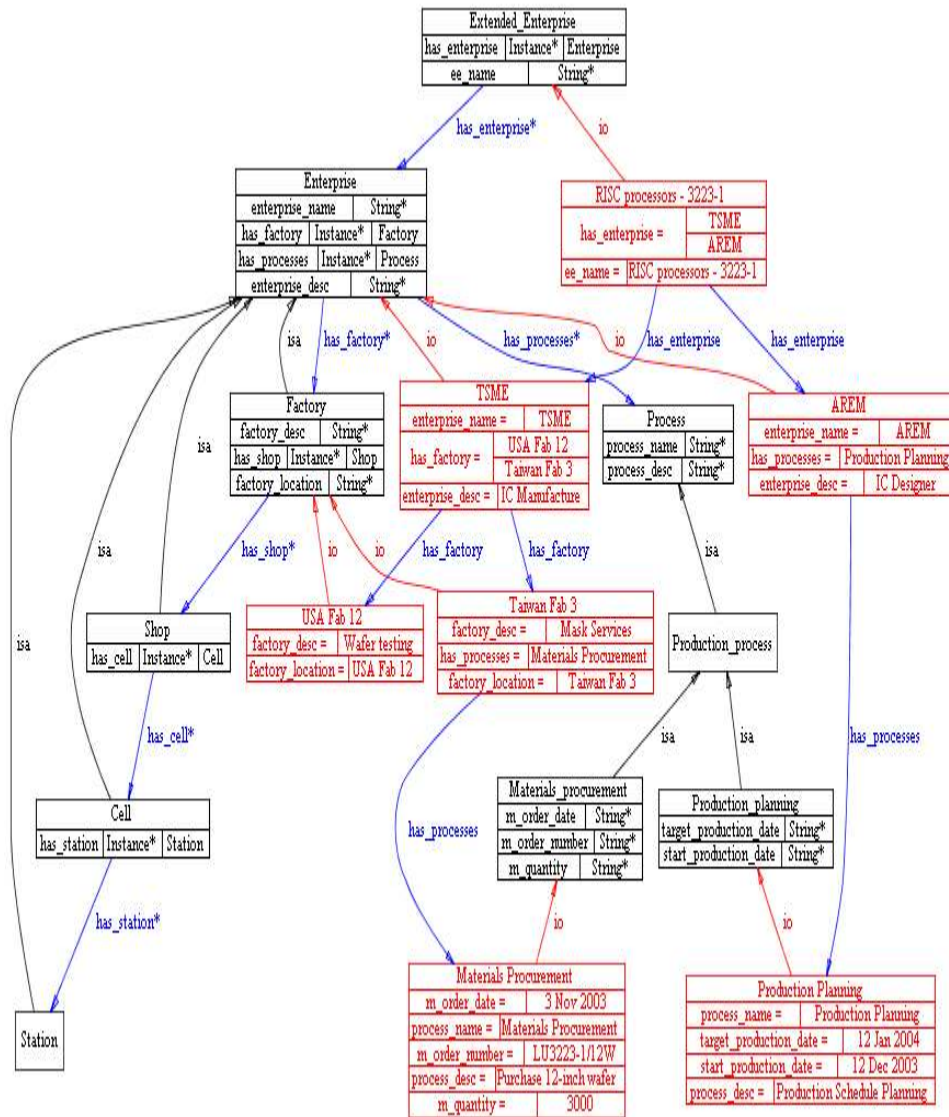 Extended_Enterprise
has_enterprise Instance* Enterprise
ee_name String*
has_enterprise*
io
Enterprise
enterprise_name String*
has_factory Instance* Factory
has_processes Instance* Process
enterprise_desc String*
RISC processors - 3223-1
has_enterprise = TSME
AREM
ee_name = RISC processors - 3223-1
isa
has_factory*
io
has_processes*
has_enterprise
io
has_enterprise
Factory
factory_desc String*
has_shop Instance* Shop
factory_location String*
TSME
enterprise_name = TSME
has_factory = USA Fab 12
Taiwan Fab 3
enterprise_desc = IC Manufacture
Process
process_name String*
process_desc String*
AREM
enterprise_name = AREM
has_processes = Production Planning
enterprise_desc = IC Designer
isa
isa
isa
has_shop*
io
io
has_factory
has_factory
isa
Shop
has_cell Instance* Cell
USA Fab 12
factory_desc = Wafer testing
factory_location = USA Fab 12
Taiwan Fab 3
factory_desc = Mask Services
has_processes = Materials Procurement
factory_location = Taiwan Fab 3
Production_process
has_cell*
isa
isa
has_processes
Cell
has_station Instance* Station
has_processes
Materials_procurement
m_order_date String*
m_order_number String*
m_quantity String*
Production_planning
target_production_date String*
start_production_date String*
has_station*
io
io
Station
Materials Procurement
m_order_date = 3 Nov 2003
process_name = Materials Procurement
m_order_number = LU3223-1/12W
process_desc = Purchase 12-inch wafer
m_quantity = 3000
Production Planning
process_name = Production Planning
target_production_date = 12 Jan 2004
start_production_date = 12 Dec 2003
process_desc = Production Schedule Planning